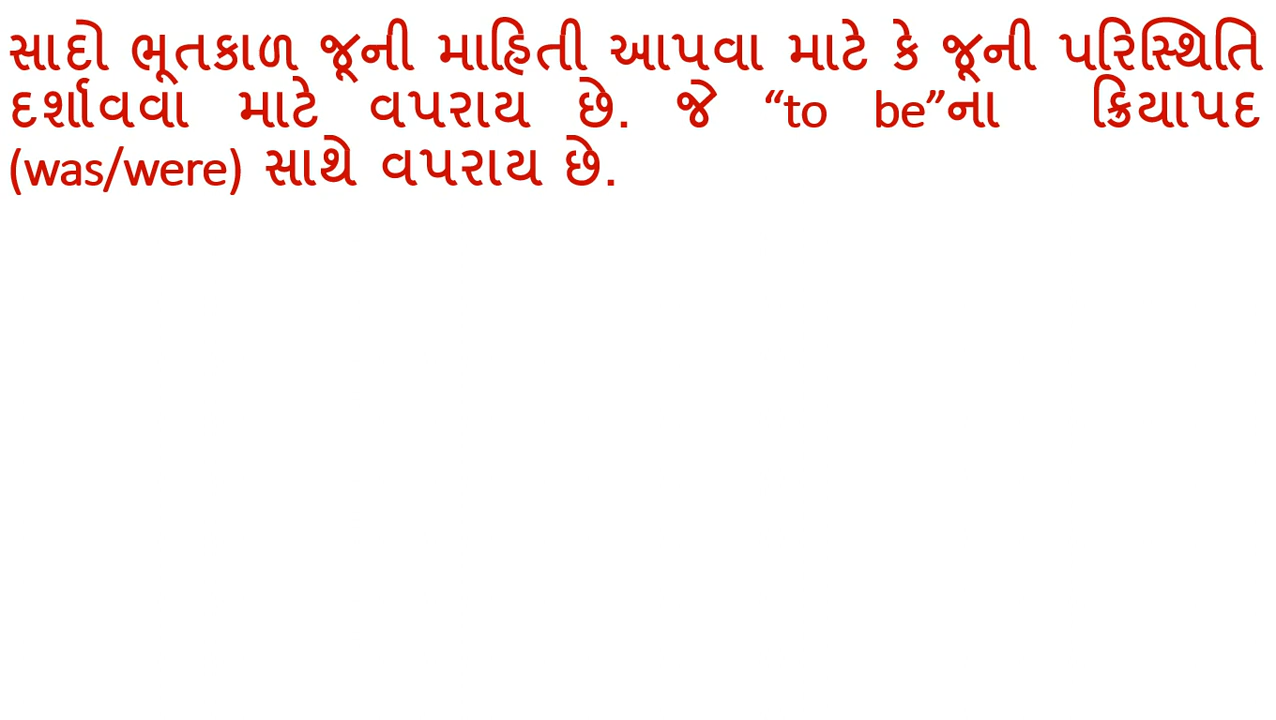 સાદો ભૂતકાળ જૂની માહિતી આપવા માટે કે જૂની પરિસ્થિતિ
દર્શાવવા માટે વપરાય છે. જે “to be”ના ક્રિયાપદ
(was/were) સાથે વપરાય છે.